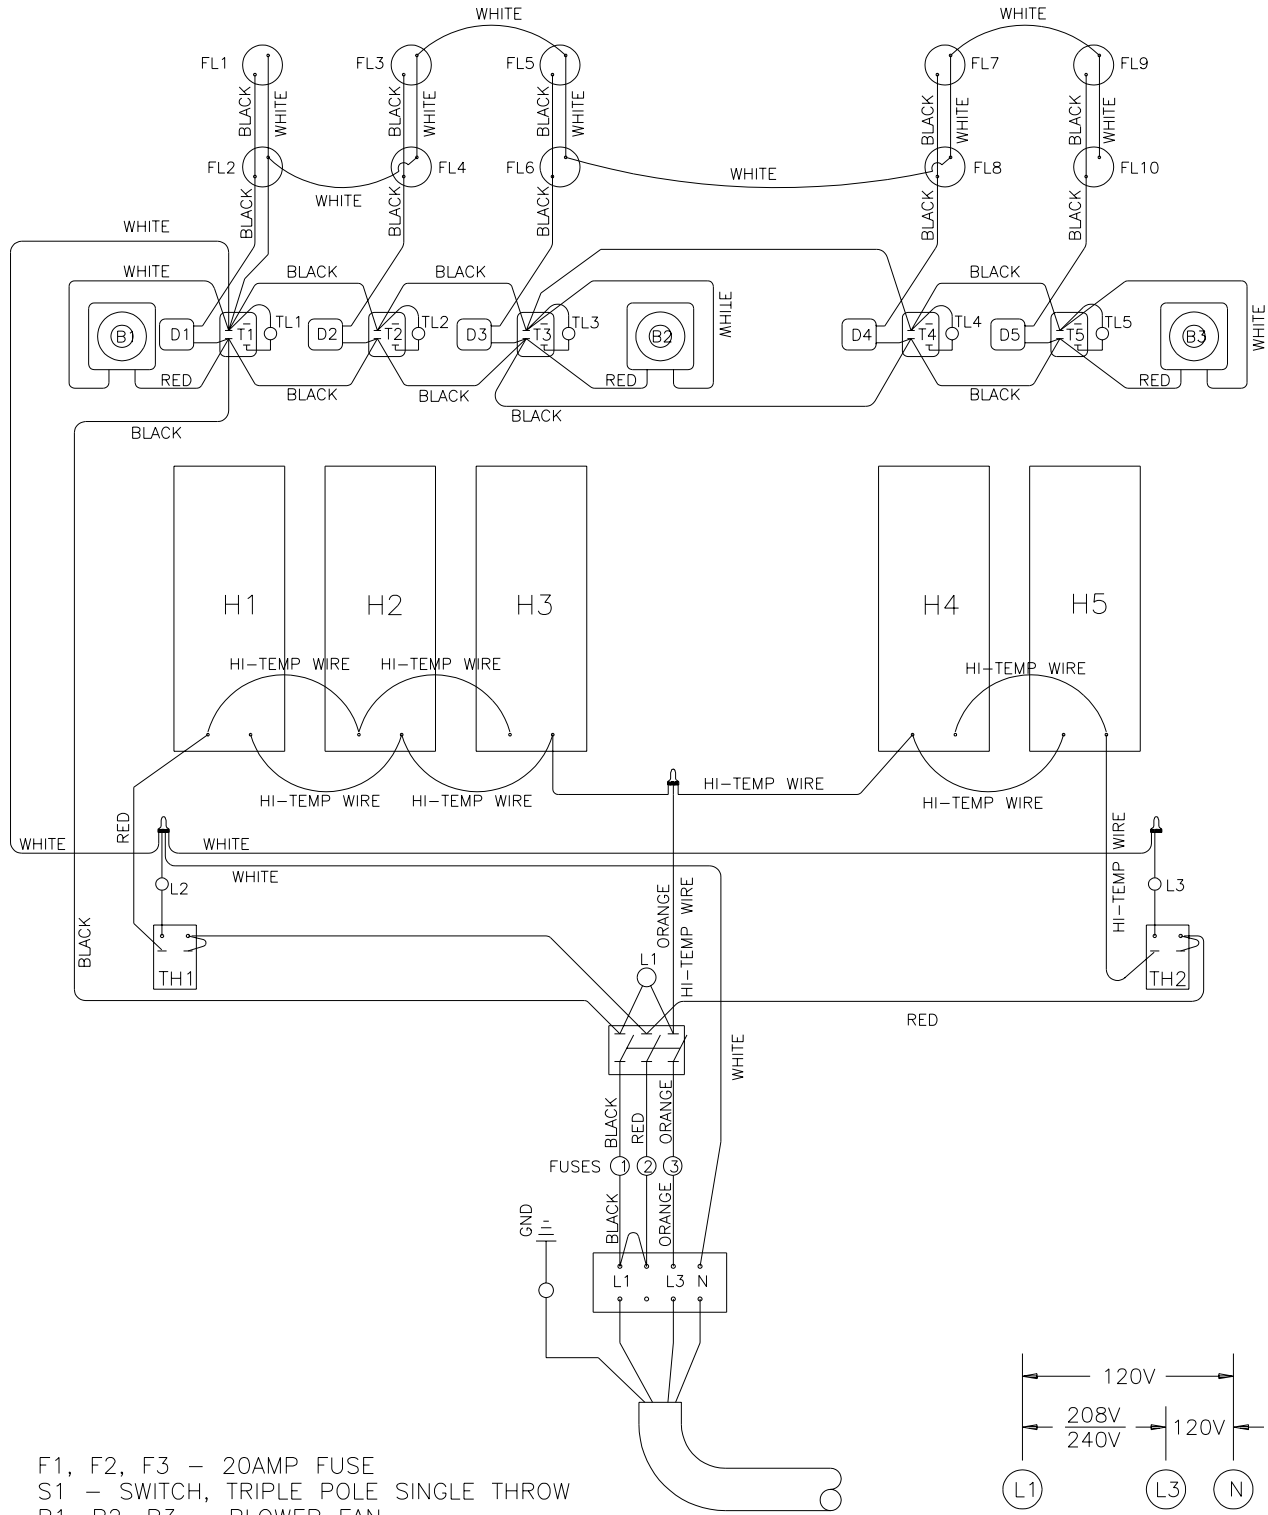 WHITE WHITE
FL1 FL3 FL5 FL7 FL9
BLACK WHITE BLACK WHITE BLACK WHITE BLACK WHITE BLACK WHITE
FL2 FL4 FL6 FL8 FL10
WHITE WHITE
BLACK BLACK BLACK BLACK BLACK
WHITE
WHITE BLACK BLACK BLACK
WHITE WHITE
B1 D1 T1 TL1 D2 T2 TL2 D3 T3 TL3 B2 D4 T4 TL4 D5 T5 TL5 B3
RED BLACK BLACK RED BLACK RED
BLACK BLACK
H1 H2 H3 H4 H5
HI-TEMP WIRE HI-TEMP WIRE HI-TEMP WIRE
HI-TEMP WIRE HI-TEMP WIRE HI-TEMP WIRE HI-TEMP WIRE
RED HI-TEMP WIRE
WHITE WHITE
WHITE
L2 L3
BLACK ORANGE HI-TEMP WIRE HI-TEMP WIRE
TH1 L1 TH2
RED
WHITE
BLACK RED ORANGE
FUSES 1 2 3
GND BLACK ORANGE
L1 L3 N
120V
208V 120V
240V
L1 L3 N
F1, F2, F3 – 20AMP FUSE
S1 – SWITCH, TRIPLE POLE SINGLE THROW
B1, B2, B3 – BLOWER FAN